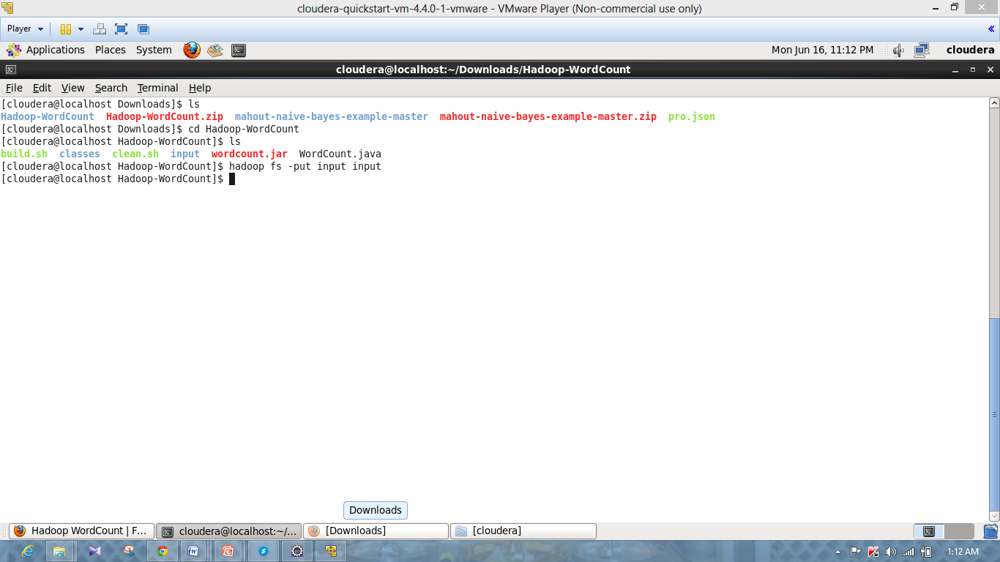 cloudera-quickstart-vm-4.4.0-1-vmware - VMware Player (Non-commercial use only)
Player
Applications Places System Mon Jun 16, 11:12 PM cloudera
cloudera@localhost:~/Downloads/Hadoop-WordCount
File Edit View Search Terminal Help
[cloudera@localhost Downloads]$ ls
Hadoop-WordCount Hadoop-WordCount.zip mahout-naive-bayes-example-master mahout-naive-bayes-example-master.zip pro.json
[cloudera@localhost Downloads]$ cd Hadoop-WordCount
[cloudera@localhost Hadoop-WordCount]$ ls
build.sh classes clean.sh input wordcount.jar WordCount.java
[cloudera@localhost Hadoop-WordCount]$ hadoop fs -put input input
[cloudera@localhost Hadoop-WordCount]$
Downloads
Hadoop WordCount | F... cloudera@localhost:~/... [Downloads] [cloudera]
1:12 AM